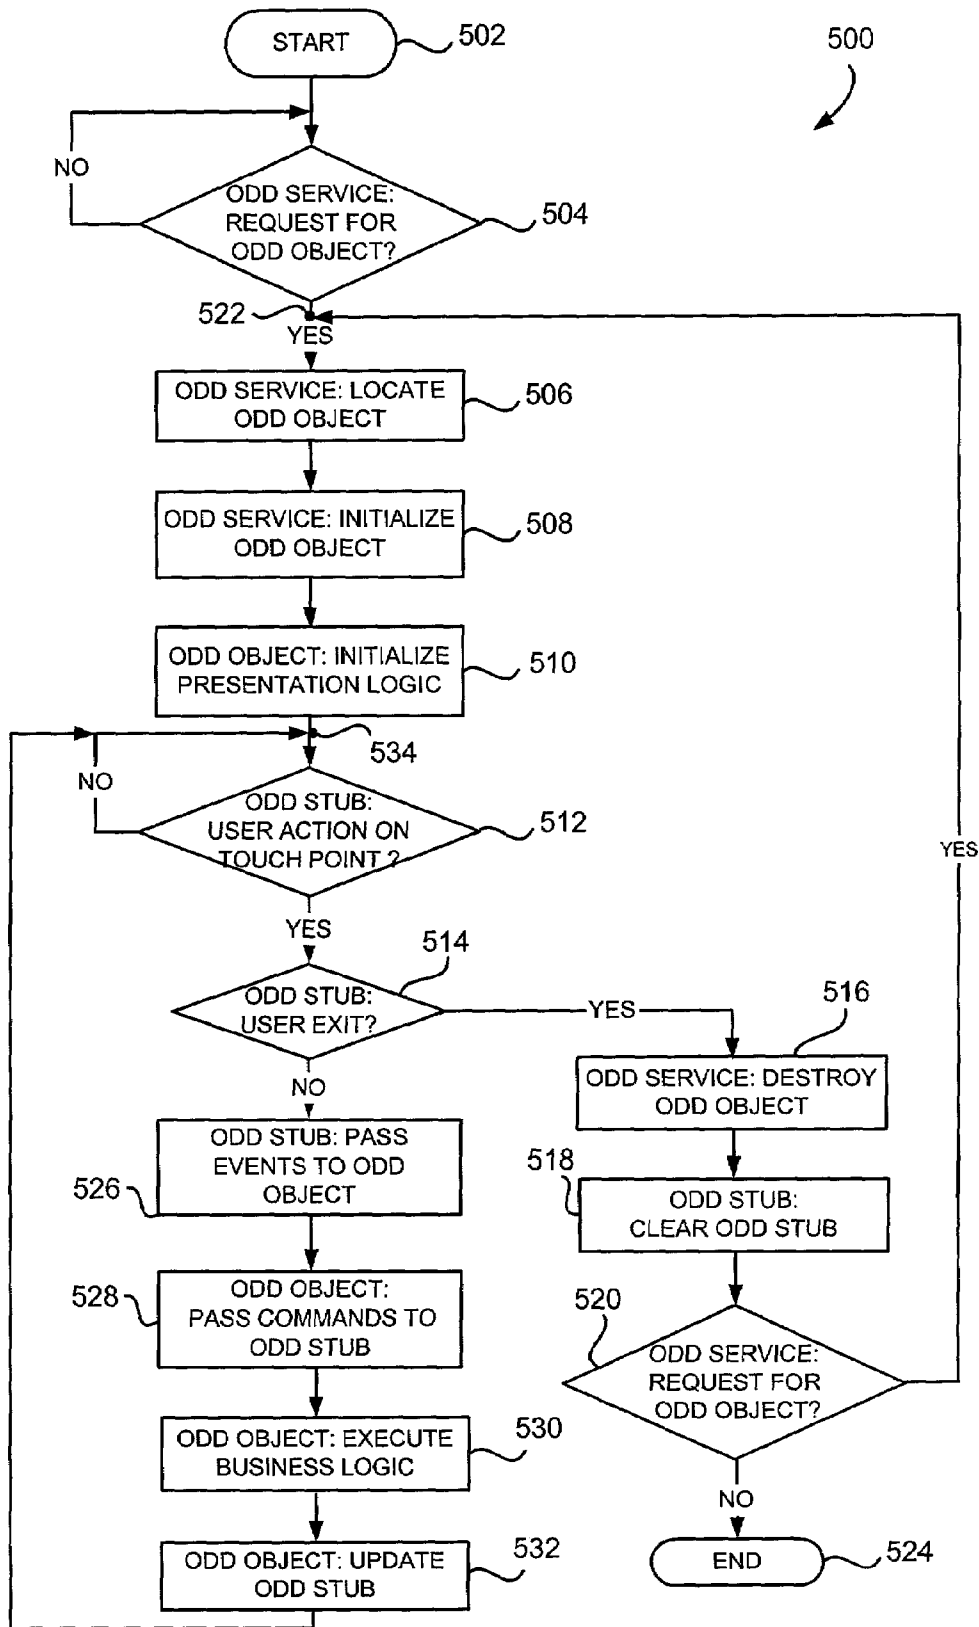 START
502
500
NO
ODD SERVICE:
REQUEST FOR
ODD OBJECT?
504
522
YES
ODD SERVICE: LOCATE
ODD OBJECT
506
ODD SERVICE: INITIALIZE
ODD OBJECT
508
ODD OBJECT: INITIALIZE
PRESENTATION LOGIC
510
534
NO
ODD STUB:
USER ACTION ON
TOUCH POINT ?
512
YES
YES
514
ODD STUB:
USER EXIT?
YES
516
NO
ODD SERVICE: DESTROY
ODD OBJECT
ODD STUB: PASS
EVENTS TO ODD
OBJECT
526
518
ODD STUB:
CLEAR ODD STUB
528
ODD OBJECT:
PASS COMMANDS TO
ODD STUB
520
ODD SERVICE:
REQUEST FOR
ODD OBJECT?
ODD OBJECT: EXECUTE
BUSINESS LOGIC
530
NO
ODD OBJECT: UPDATE
ODD STUB
532
END
524